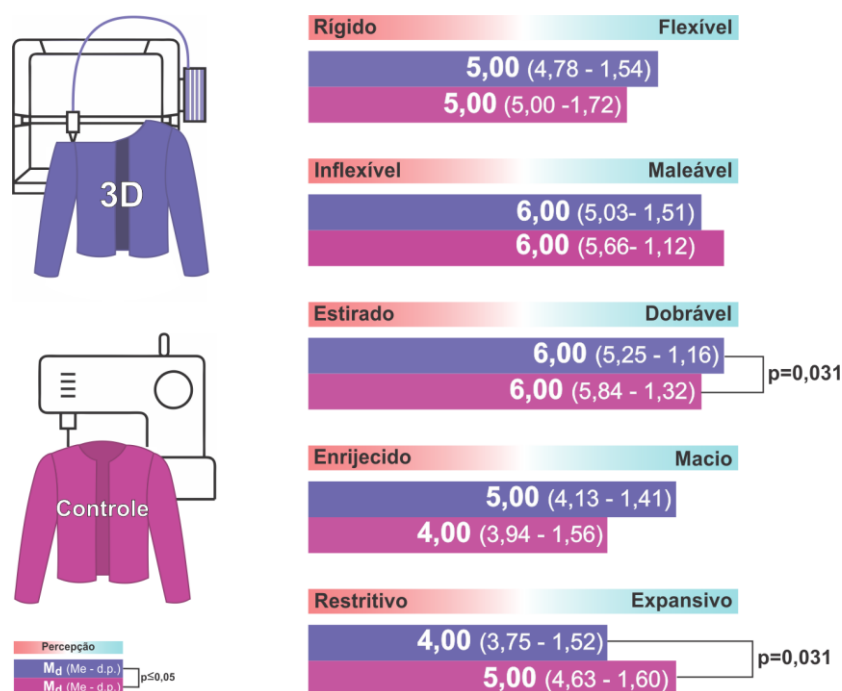 Rígido Flexível
5,00 (4,78 - 1,54)
5,00 (5,00 -1,72)
3D
Inflexível Maleável
6,00 (5,03- 1,51)
6,00 (5,66- 1,12)
Estirado Dobrável
6,00 (5,25 - 1,16)
6,00 (5,84 - 1,32)
p=0,031
Controle
Enrijecido Macio
5,00 (4,13 - 1,41)
4,00 (3,94 - 1,56)
Restritivo Expansivo
4,00 (3,75 - 1,52)
5,00 (4,63 - 1,60)
p=0,031
Percepção
Md (Me - d.p.)
Md (Me - d.p.)
p≤0,05